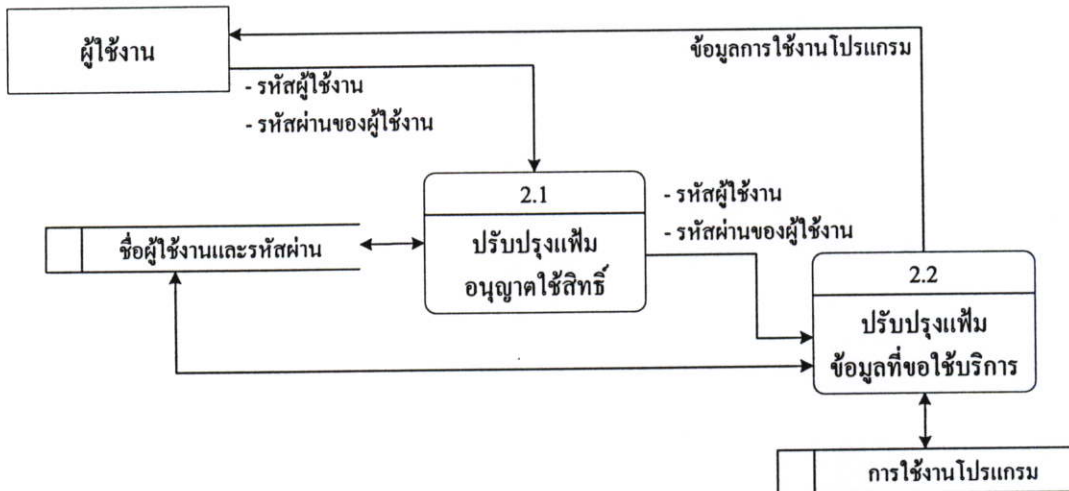 ผู้ใช้งาน
ข้อมูลการใช้งานโปรแกรม
- รหัสผู้ใช้งาน
- รหัสผ่านของผู้ใช้งาน
2.1
ปรับปรุงแฟ้ม
อนุญาตใช้สิทธิ์
- รหัสผู้ใช้งาน
- รหัสผ่านของผู้ใช้งาน
ชื่อผู้ใช้งานและรหัสผ่าน
2.2
ปรับปรุงแฟ้ม
ข้อมูลที่ขอใช้บริการ
การใช้งานโปรแกรม